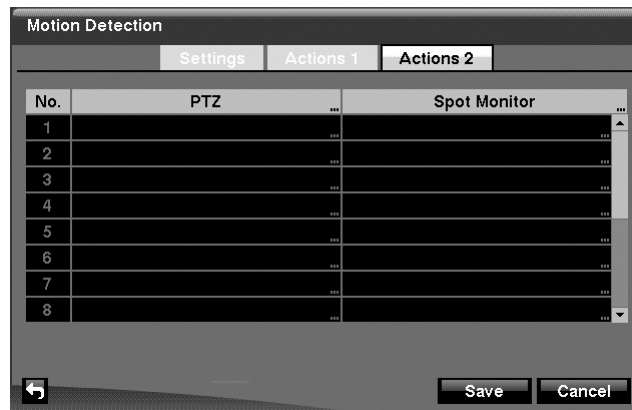 Motion Detection
Settings Actions 1 Actions 2
No. PTZ ... Spot Monitor ...
1 ... ...
2 ... ...
3 ... ...
4 ... ...
5 ... ...
6 ... ...
7 ... ...
8 ... ...
Save Cancel